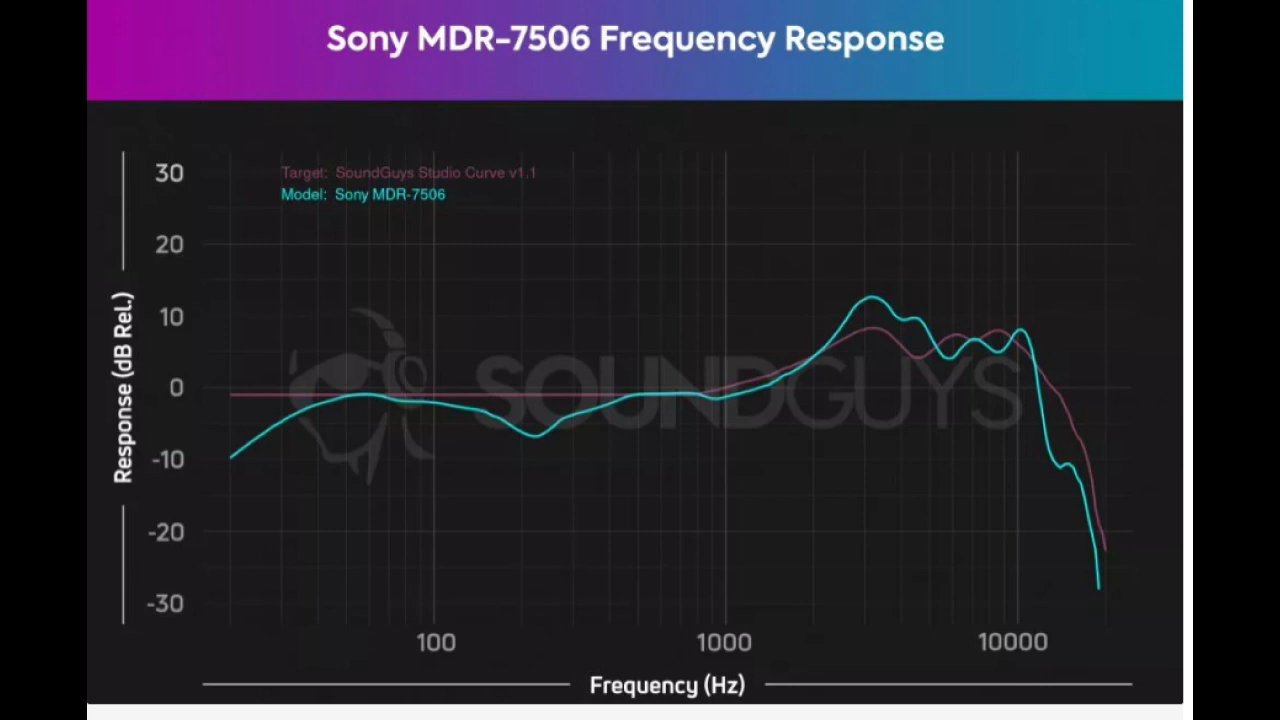 Sony MDR-7506 Frequency Response
Target: SoundGuys Studio Curve v1.1
Model: Sony MDR-7506
30
20
10
0
-10
-20
-30
Response (dB Rel.)
SOUNDGUYS
100 1000 10000
Frequency (Hz)